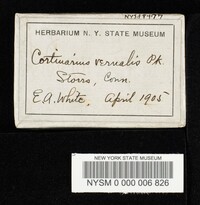 HERBARIUM N. Y. STATE MUSEUM
Cortinarius vernalis Pk.
Storrs, Conn.
E. A. White, April 1905
NEW YORK STATE MUSEUM
NYSM 0 000 006 826